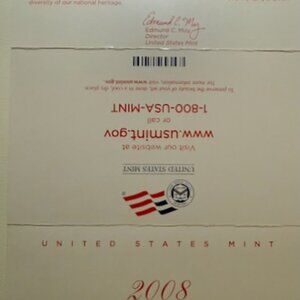 diversity of our national heritage.
Edmund C. Moy
Edmund C. Moy
Director
United States Mint
To preserve the beauty of your set, store in a cool, dry place.
For more information, visit www.usmint.gov.
1-800-USA-MINT
or call
www.usmint.gov
Visit our website at
UNITED STATES MINT
UNITED STATES MINT
2008